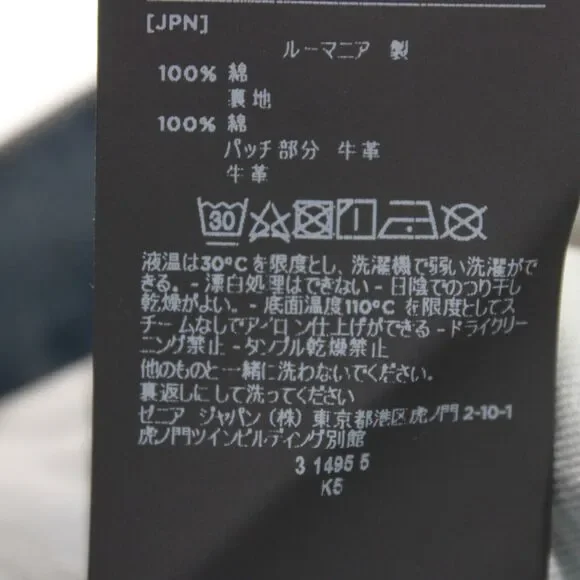 [JPN]
ルーマニア 製
100% 綿
裏地
100% 綿
パッチ部分 牛革
牛革
30
液温は30°Cを限度とし、洗濯機で弱い洗濯がで
きる。- 漂白処理はできない - 日陰でのつり干し
乾燥がよい。- 底面温度110°Cを限度としてス
チームなしでアイロン仕上げができる - ドライクリー
ニング禁止 - タンブル乾燥禁止
他のものと一緒に洗わないでください。
裏返しにして洗ってください
ゼニア ジャパン (株) 東京都港区虎ノ門 2-10-1
虎ノ門ツインビルディング別館
3 1495 5
K5